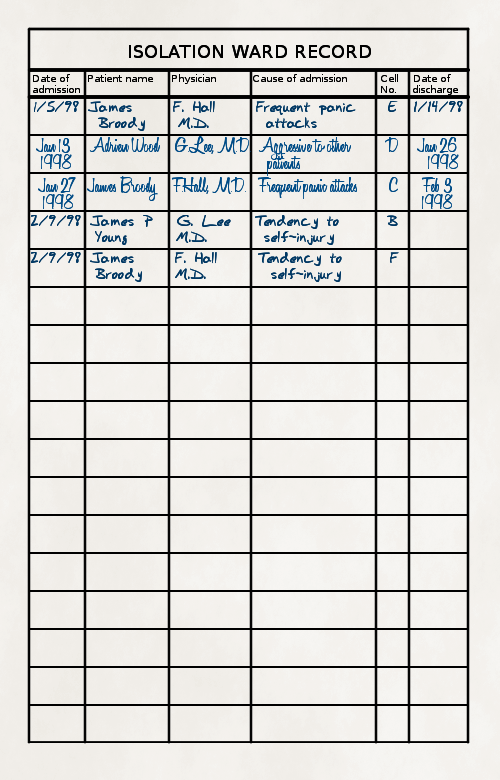 ISOLATION WARD RECORD
Date of admission Patient name Physician Cause of admission Cell No. Date of discharge
1/5/98 James Broody F. Hall M.D. Frequent panic attacks E 1/14/98
Jan 13 1998 Adrian Wood G Lee, M.D Aggressive to other patients D Jan 26 1998
Jan 27 1998 James Broody F.Hall, M.D. Frequent panic attacks C Feb 3 1998
2/9/98 James P Young G. Lee M.D. Tendency to self-injury B
2/9/98 James Broody F. Hall M.D. Tendency to self-injury F